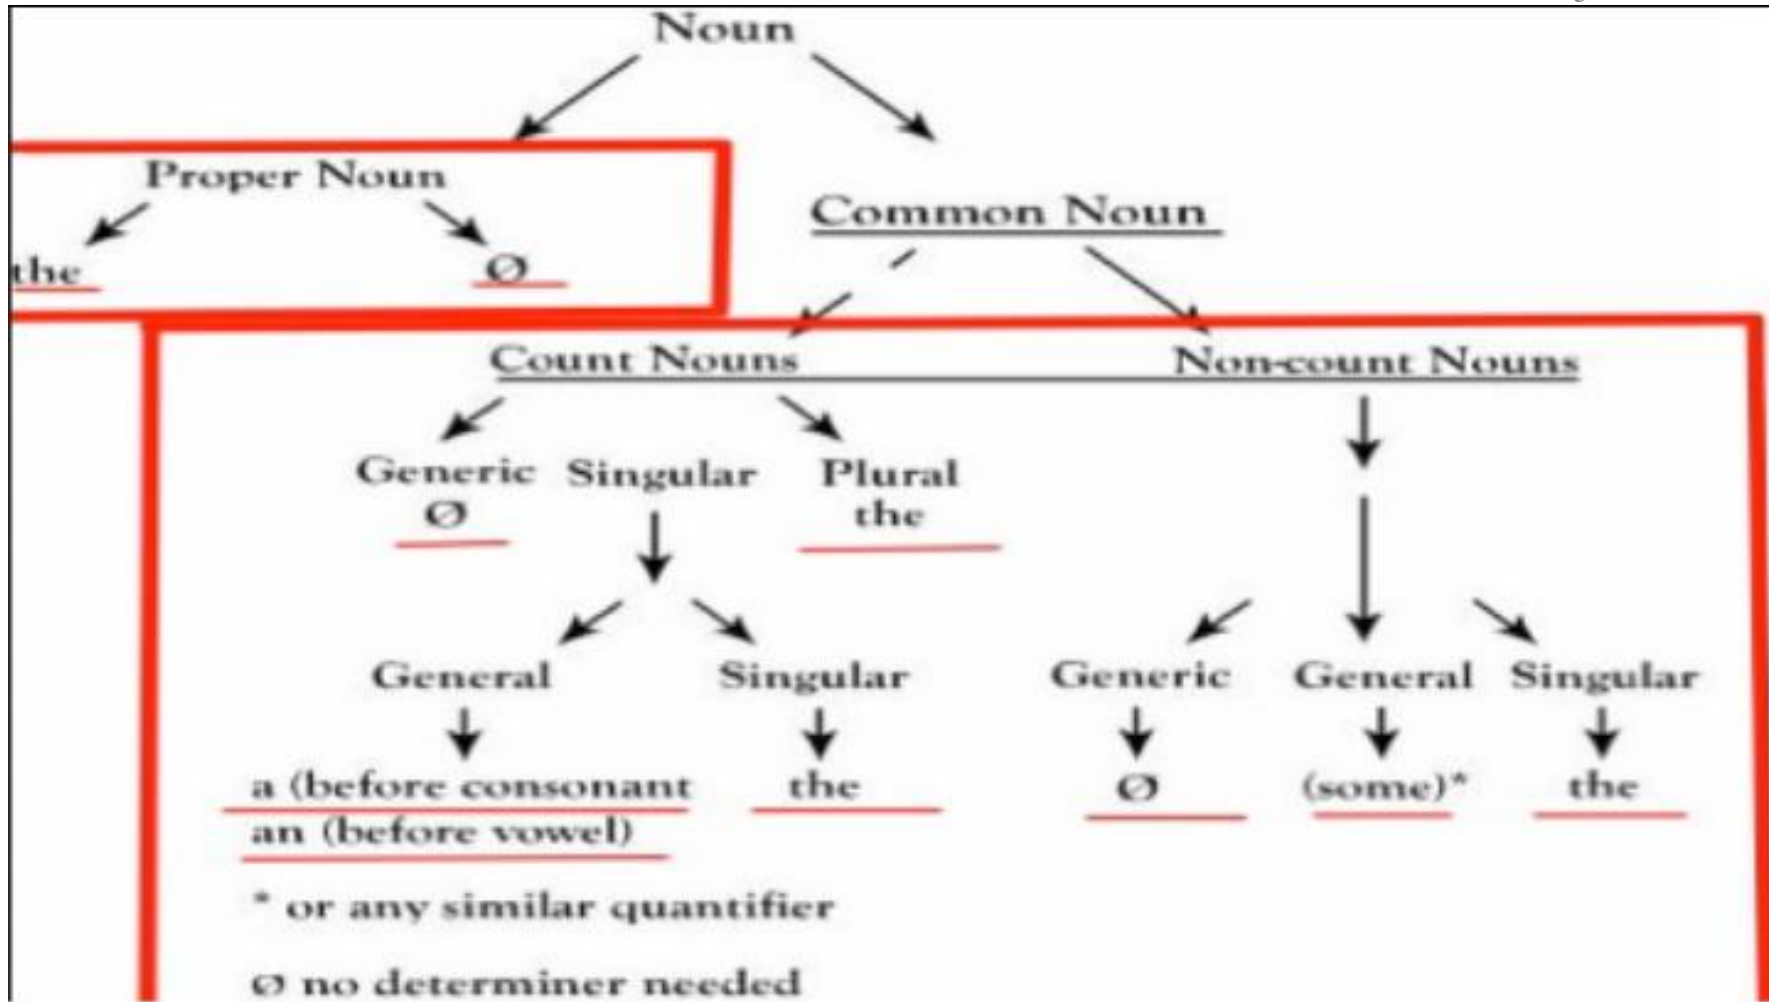 Noun
Proper Noun
Common Noun
the Ø
Count Nouns Non-count Nouns
Generic Singular Plural
Ø the
General Singular Generic General Singular
a (before consonant the Ø (some)* the
an (before vowel)
* or any similar quantifier
Ø no determiner needed